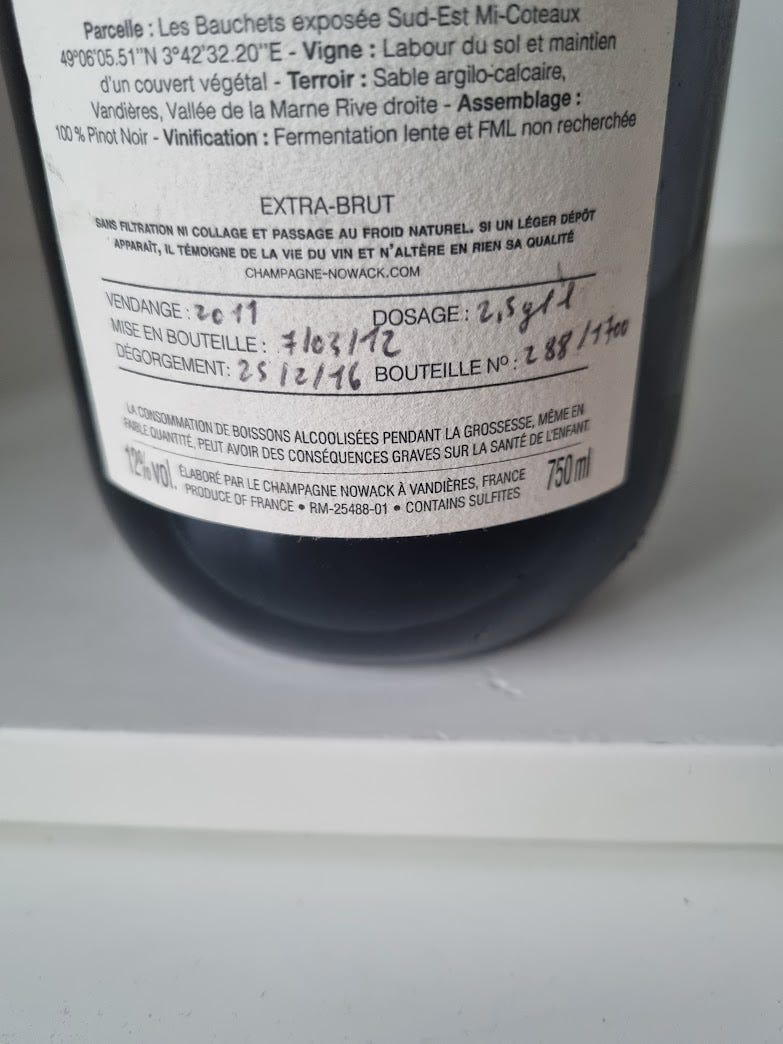 Parcelle : Les Bauchets exposée Sud-Est Mi-Coteaux
49°06'05.51"N 3°42'32.20"E - Vigne : Labour du sol et maintien
d'un couvert végétal - Terroir : Sable argilo-calcaire,
Vandières, Vallée de la Marne Rive droite - Assemblage :
100 % Pinot Noir - Vinification : Fermentation lente et FML non recherchée
EXTRA-BRUT
SANS FILTRATION NI COLLAGE ET PASSAGE AU FROID NATUREL. SI UN LÉGER DÉPÔT
APPARAÎT, IL TÉMOIGNE DE LA VIE DU VIN ET N'ALTÈRE EN RIEN SA QUALITÉ
CHAMPAGNE-NOWACK.COM
VENDANGE : 2011 DOSAGE : 2,5g/l
MISE EN BOUTEILLE : 7/03/12
DÉGORGEMENT: 25/2/16 BOUTEILLE N° : 288/1700
LA CONSOMMATION DE BOISSONS ALCOOLISÉES PENDANT LA GROSSESSE, MÊME EN
FAIBLE QUANTITÉ, PEUT AVOIR DES CONSÉQUENCES GRAVES SUR LA SANTÉ DE L'ENFANT.
12% vol. ÉLABORÉ PAR LE CHAMPAGNE NOWACK À VANDIÈRES, FRANCE 750 ml
PRODUCE OF FRANCE • RM-25488-01 • CONTAINS SULFITES